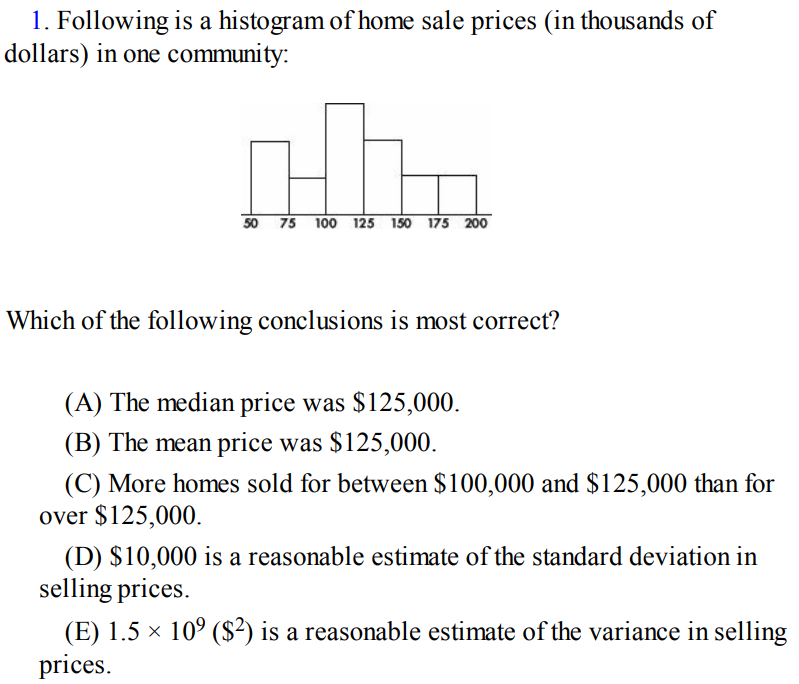 1. Following is a histogram of home sale prices (in thousands of
dollars) in one community:
50 75 100 125 150 175 200
Which of the following conclusions is most correct?
(A) The median price was $125,000.
(B) The mean price was $125,000.
(C) More homes sold for between $100,000 and $125,000 than for
over $125,000.
(D) $10,000 is a reasonable estimate of the standard deviation in
selling prices.
(E) 1.5 × 10⁹ ($²) is a reasonable estimate of the variance in selling
prices.